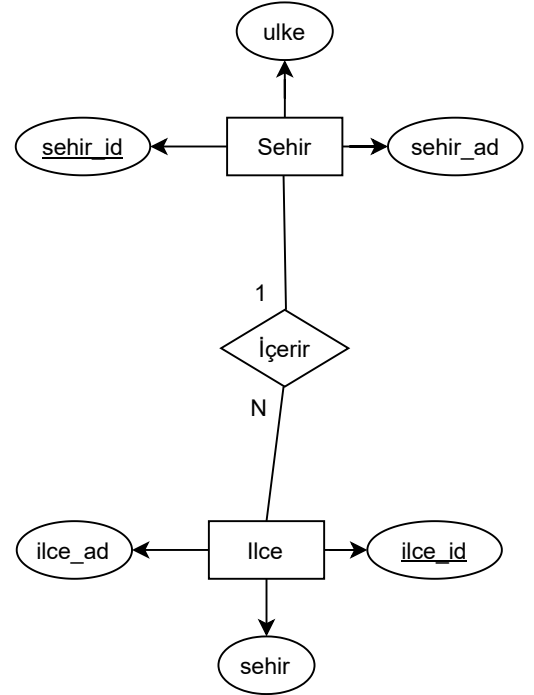 ulke
sehir_id
Sehir
sehir_ad
1
İçerir
N
ilce_ad
Ilce
ilce_id
sehir